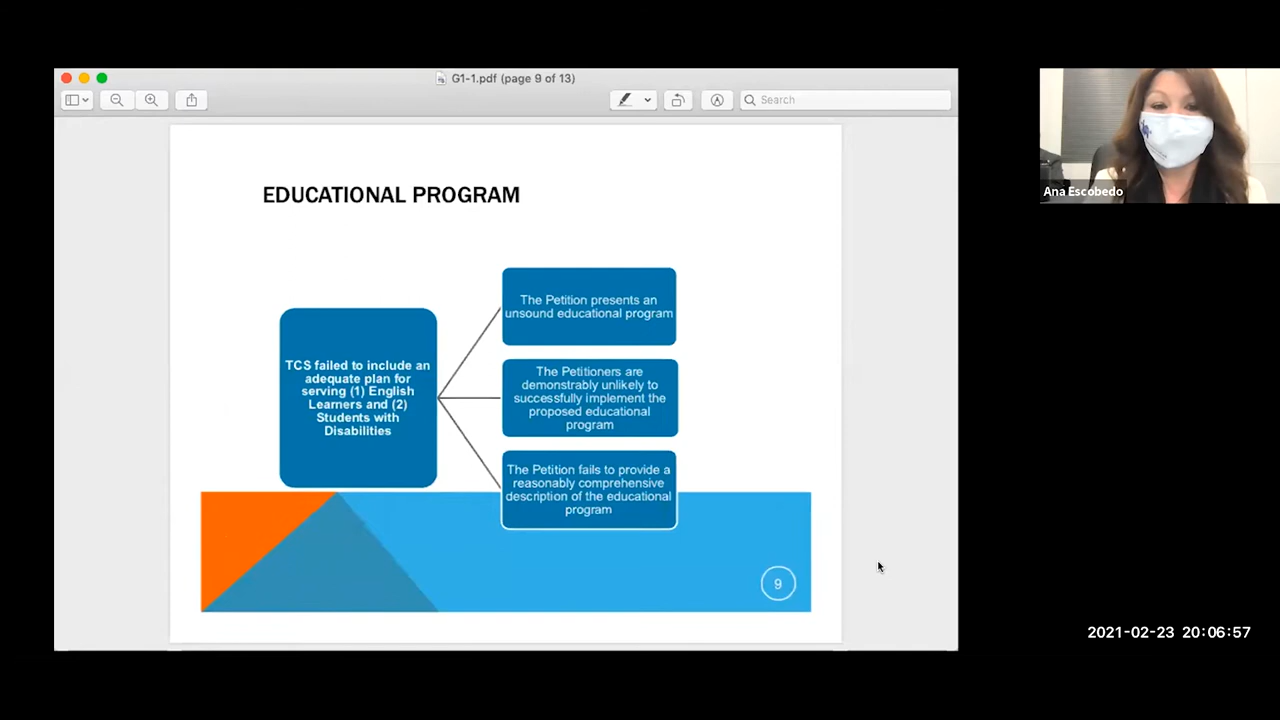 G1-1.pdf (page 9 of 13)
Search
EDUCATIONAL PROGRAM
TCS failed to include an
adequate plan for
serving (1) English
Learners and (2)
Students with
Disabilities
The Petition presents an
unsound educational program
The Petitioners are
demonstrably unlikely to
successfully implement the
proposed educational
program
The Petition fails to provide a
reasonably comprehensive
description of the educational
program
9
Ana Escobedo
2021-02-23 20:06:57